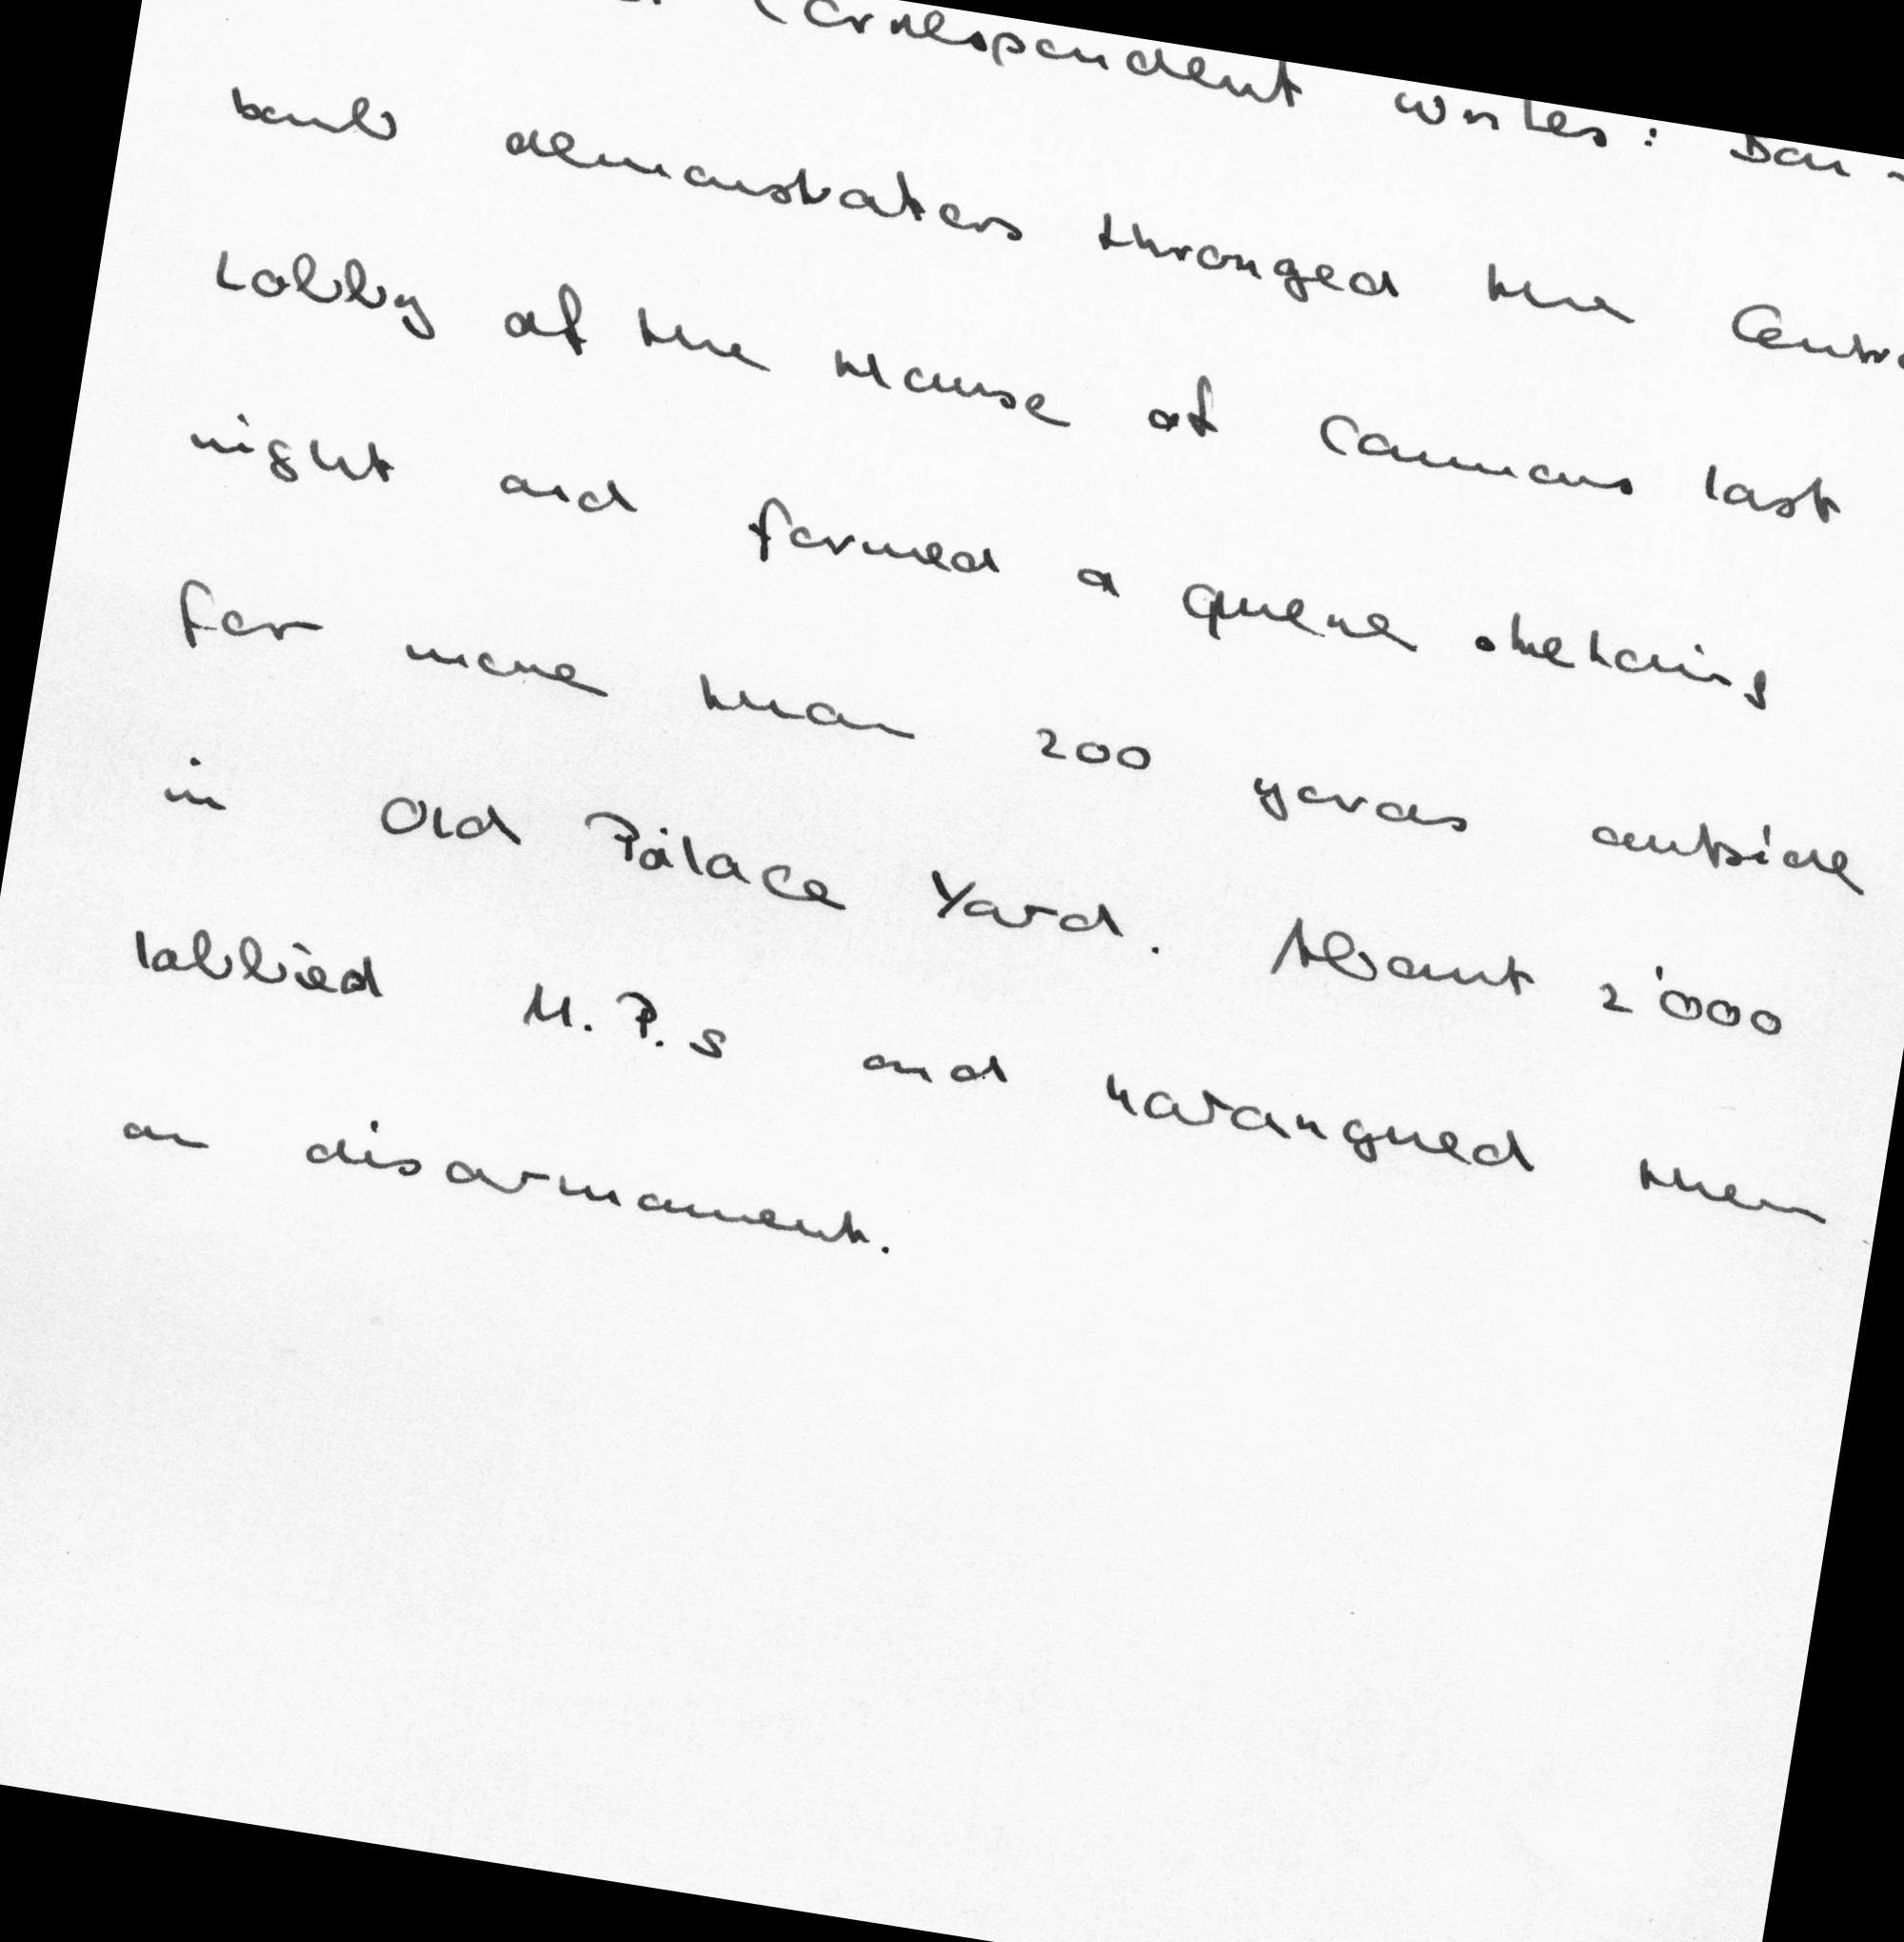 Correspondent writes: Ban-
bomb demonstrators thronged the Central
Lobby of the House of Commons last
night and formed a queue stretching
for more than 200 yards outside
in Old Palace Yard. About 2'000
lobbied M.P.s and harangued them
on disarmament.